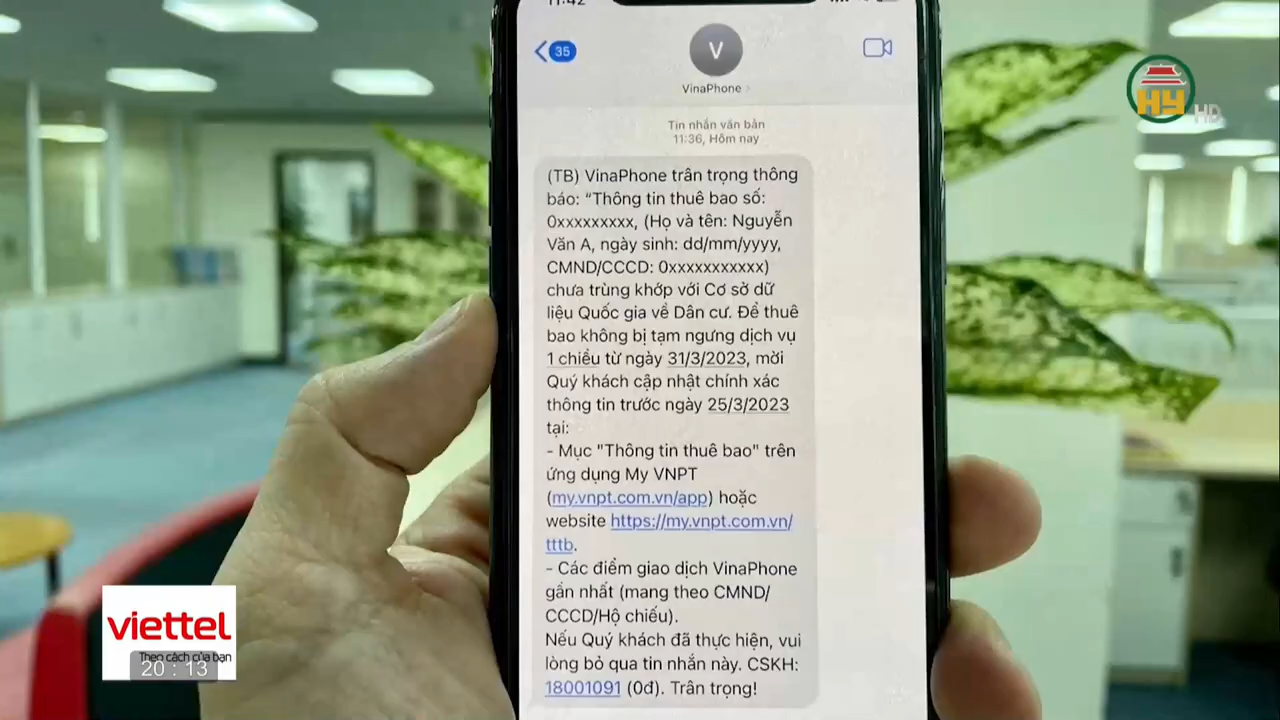 11:42
35
V
VinaPhone
Tin nhắn văn bản
11:36, Hôm nay
(TB) VinaPhone trân trọng thông
báo: “Thông tin thuê bao số:
0xxxxxxxxx, (Họ và tên: Nguyễn
Văn A, ngày sinh: dd/mm/yyyy,
CMND/CCCD: 0xxxxxxxxxxx)
chưa trùng khớp với Cơ sở dữ
liệu Quốc gia về Dân cư. Để thuê
bao không bị tạm ngưng dịch vụ
1 chiều từ ngày 31/3/2023, mời
Quý khách cập nhật chính xác
thông tin trước ngày 25/3/2023
tại:
- Mục "Thông tin thuê bao" trên
ứng dụng My VNPT
(my.vnpt.com.vn/app) hoặc
website https://my.vnpt.com.vn/
tttb.
- Các điểm giao dịch VinaPhone
gần nhất (mang theo CMND/
CCCD/Hộ chiếu).
Nếu Quý khách đã thực hiện, vui
lòng bỏ qua tin nhắn này. CSKH:
18001091 (0đ). Trân trọng!
HY HD
viettel
Theo cách của bạn
20 : 13